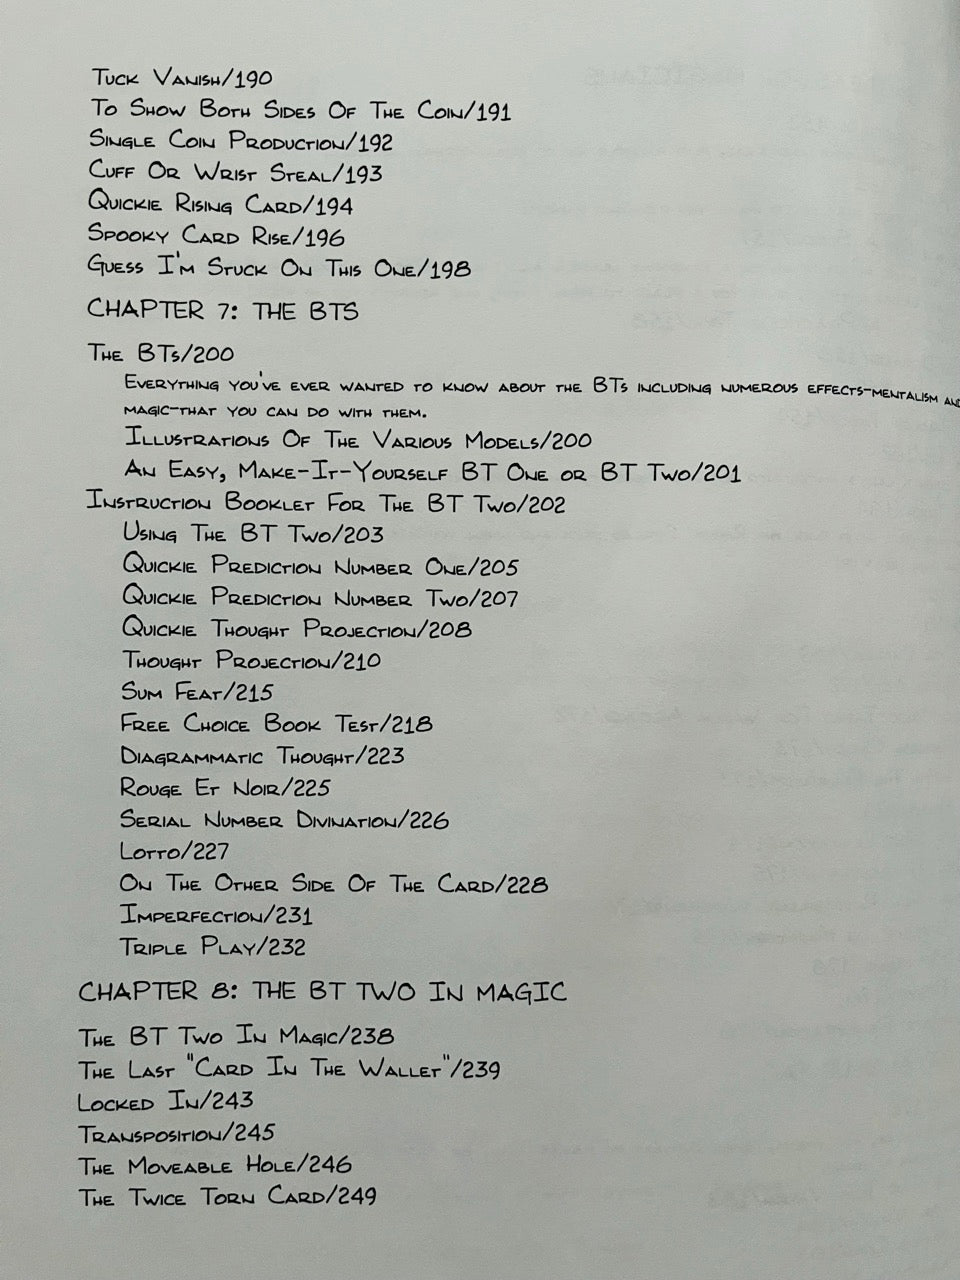 Tuck Vanish/190
To Show Both Sides Of The Coin/191
Single Coin Production/192
Cuff Or Wrist Steal/193
Quickie Rising Card/194
Spooky Card Rise/196
Guess I'm Stuck On This One/198
CHAPTER 7: THE BTS
The BTs/200
Everything you've ever wanted to know about the BTs including numerous effects-mentalism and
magic-that you can do with them.
Illustrations Of The Various Models/200
An Easy, Make-It-Yourself BT One or BT Two/201
Instruction Booklet For The BT Two/202
Using The BT Two/203
Quickie Prediction Number One/205
Quickie Prediction Number Two/207
Quickie Thought Projection/208
Thought Projection/210
Sum Feat/215
Free Choice Book Test/218
Diagrammatic Thought/223
Rouge Et Noir/225
Serial Number Divination/226
Lotto/227
On The Other Side Of The Card/228
Imperfection/231
Triple Play/232
CHAPTER 8: THE BT TWO IN MAGIC
The BT Two In Magic/238
The Last "Card In The Wallet"/239
Locked In/243
Transposition/245
The Moveable Hole/246
The Twice Torn Card/249